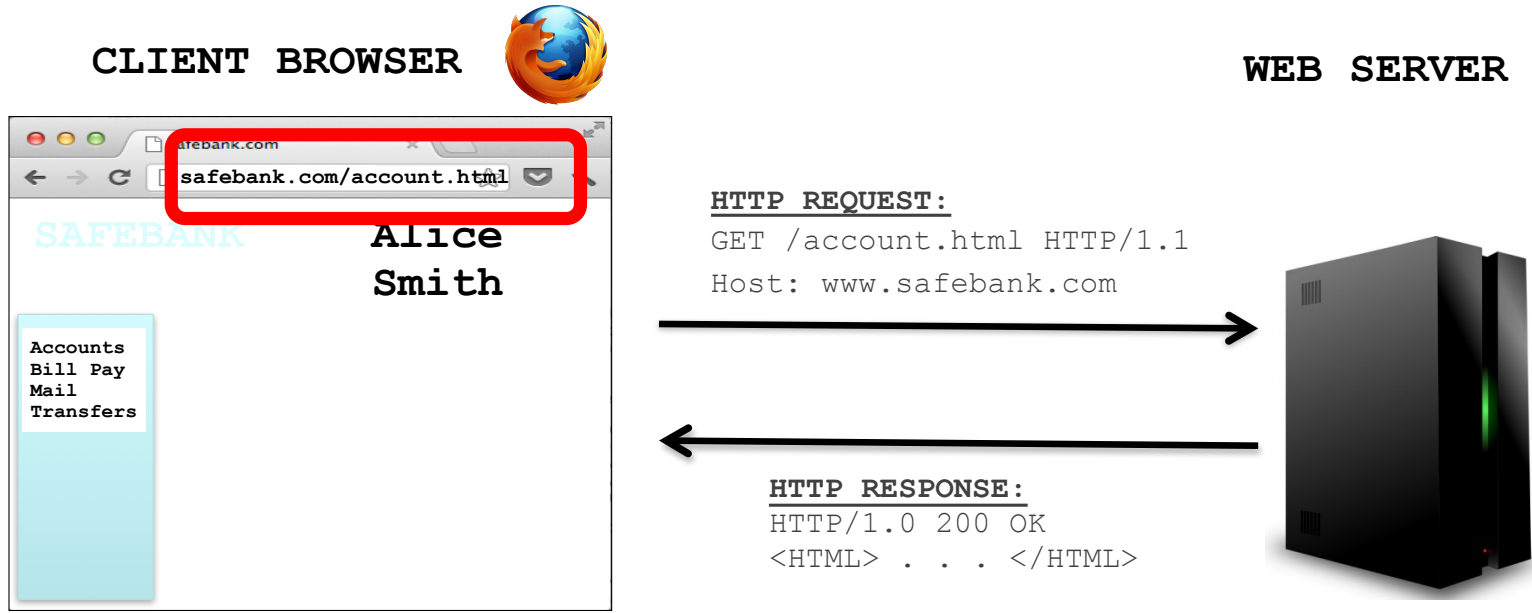 CLIENT BROWSER
WEB SERVER
afebank.com
safebank.com/account.html
SAFEBANK
Alice
Smith
Accounts
Bill Pay
Mail
Transfers
HTTP REQUEST:
GET /account.html HTTP/1.1
Host: www.safebank.com
HTTP RESPONSE:
HTTP/1.0 200 OK
<HTML> . . . </HTML>